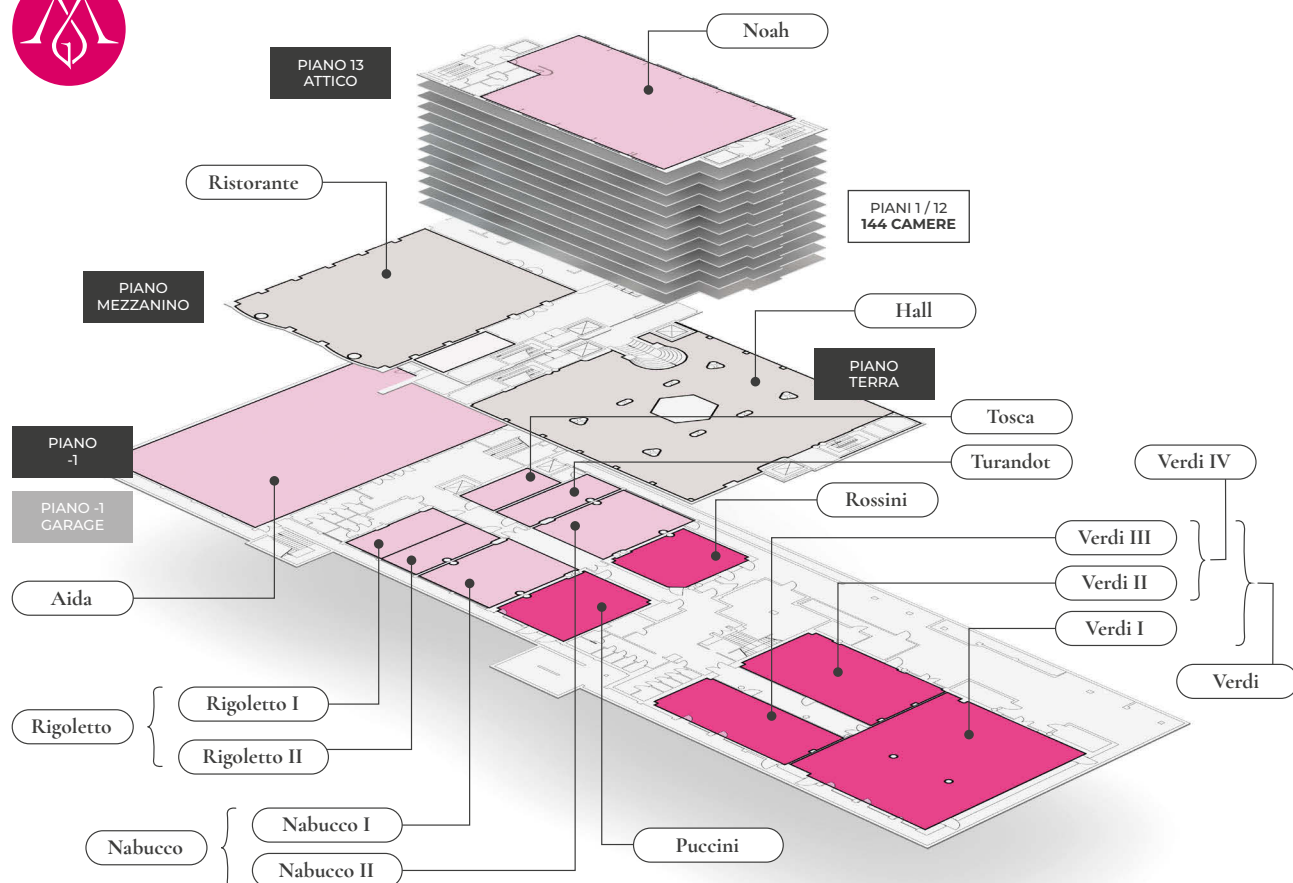 Noah
PIANO 13
ATTICO
Ristorante
PIANI 1 / 12
144 CAMERE
PIANO
MEZZANINO
Hall
PIANO
TERRA
Tosca
PIANO
-1
Turandot
Verdi IV
Rossini
PIANO -1
GARAGE
Verdi III
Verdi II
Aida
Verdi I
Verdi
Rigoletto I
Rigoletto
Rigoletto II
Nabucco I
Nabucco
Puccini
Nabucco II